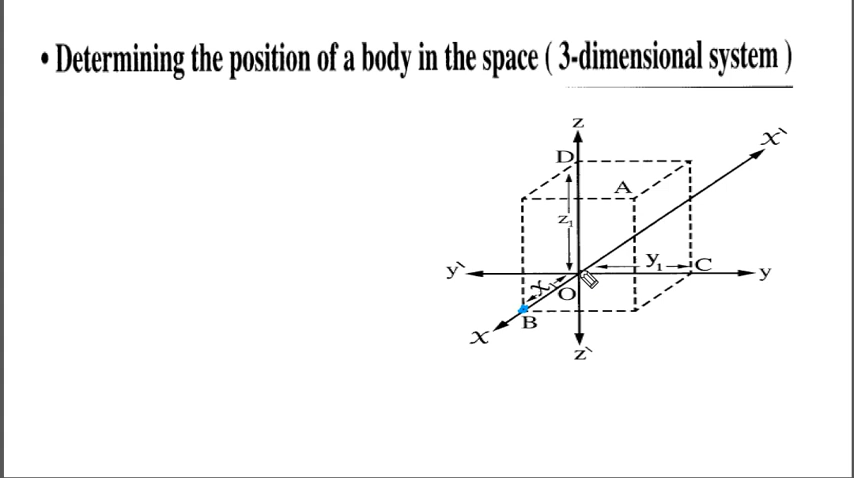 • Determining the position of a body in the space ( 3-dimensional system )
z
x\
D
A
z₁
y\
y₁
C
y
x₁
O
B
x
z\